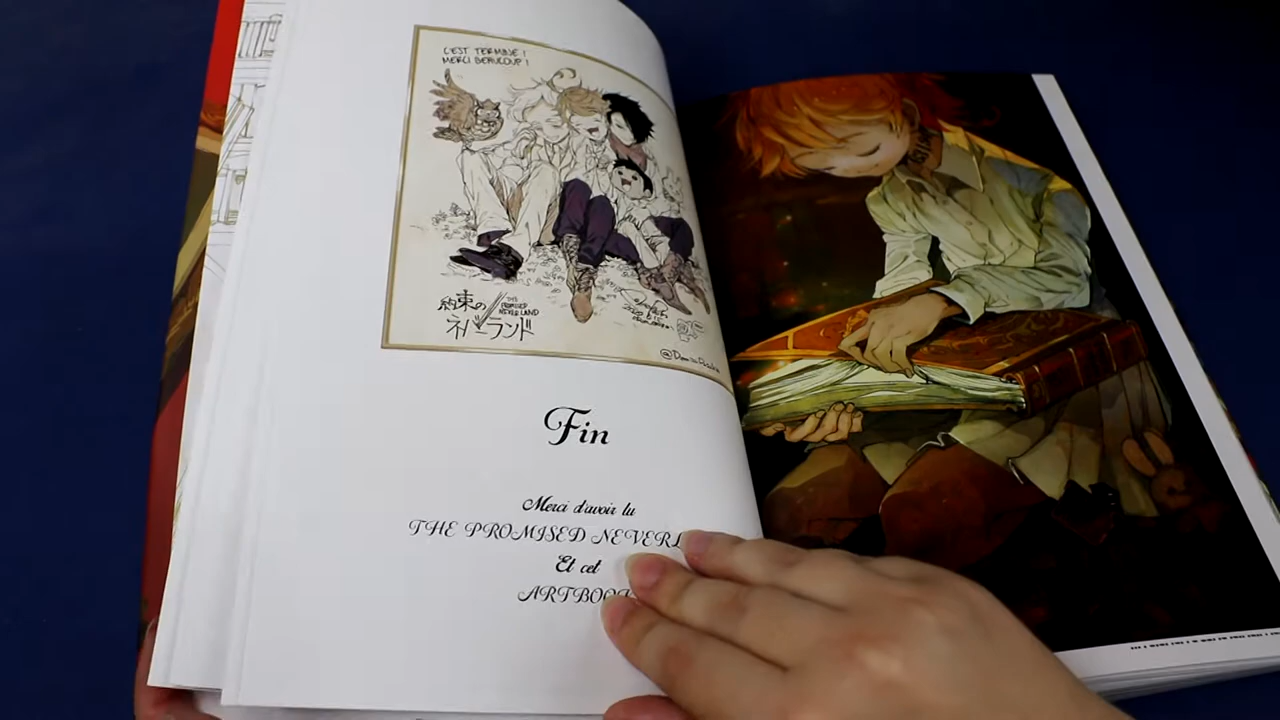 C'EST TERMINÉ !
MERCI BEAUCOUP !
約束の
THE
PROMISED
NEVERLAND
ネバーランド
Fin
Merci d'avoir lu
THE PROMISED NEVERL
Et cet
ARTBOOK